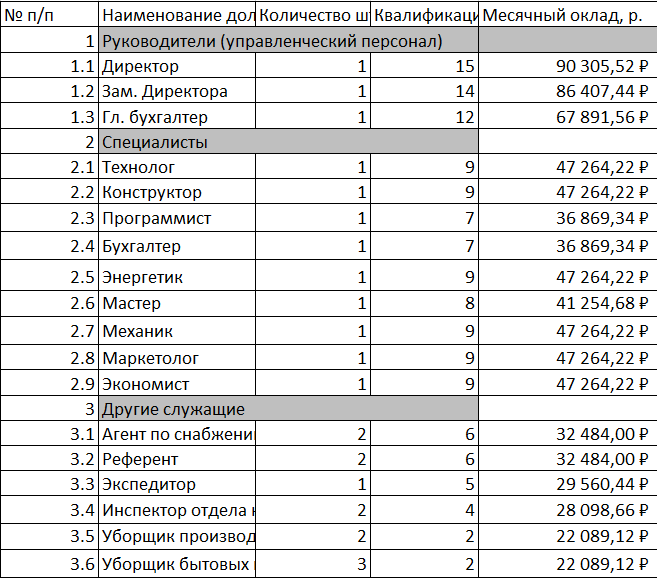 № п/п Наименование дол Количество ш Квалификаци Месячный оклад, р.
1 Руководители (управленческий персонал)
1.1 Директор 1 15 90 305,52 ₽
1.2 Зам. Директора 1 14 86 407,44 ₽
1.3 Гл. бухгалтер 1 12 67 891,56 ₽
2 Специалисты
2.1 Технолог 1 9 47 264,22 ₽
2.2 Конструктор 1 9 47 264,22 ₽
2.3 Программист 1 7 36 869,34 ₽
2.4 Бухгалтер 1 7 36 869,34 ₽
2.5 Энергетик 1 9 47 264,22 ₽
2.6 Мастер 1 8 41 254,68 ₽
2.7 Механик 1 9 47 264,22 ₽
2.8 Маркетолог 1 9 47 264,22 ₽
2.9 Экономист 1 9 47 264,22 ₽
3 Другие служащие
3.1 Агент по снабжени 2 6 32 484,00 ₽
3.2 Референт 2 6 32 484,00 ₽
3.3 Экспедитор 1 5 29 560,44 ₽
3.4 Инспектор отдела к 2 4 28 098,66 ₽
3.5 Уборщик производ 2 2 22 089,12 ₽
3.6 Уборщик бытовых п 3 2 22 089,12 ₽